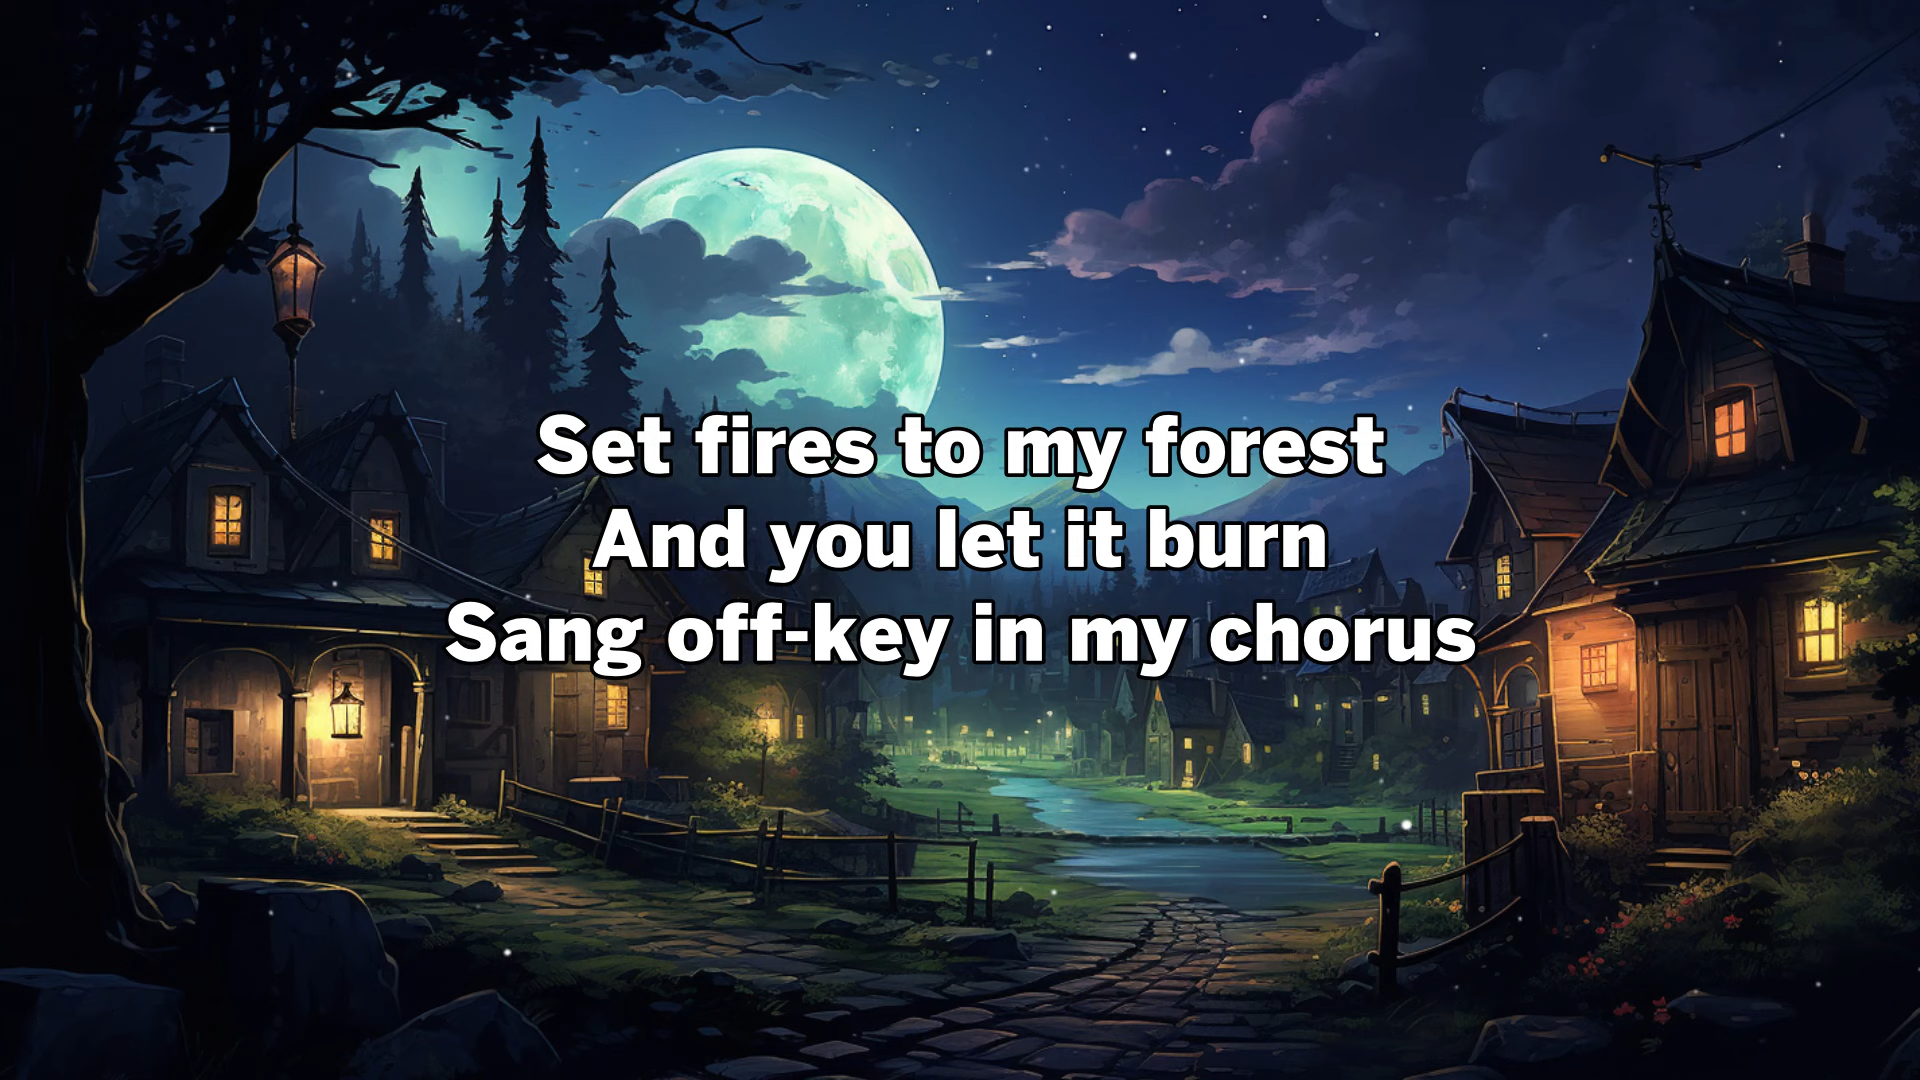 Set fires to my forest
And you let it burn
Sang off-key in my chorus